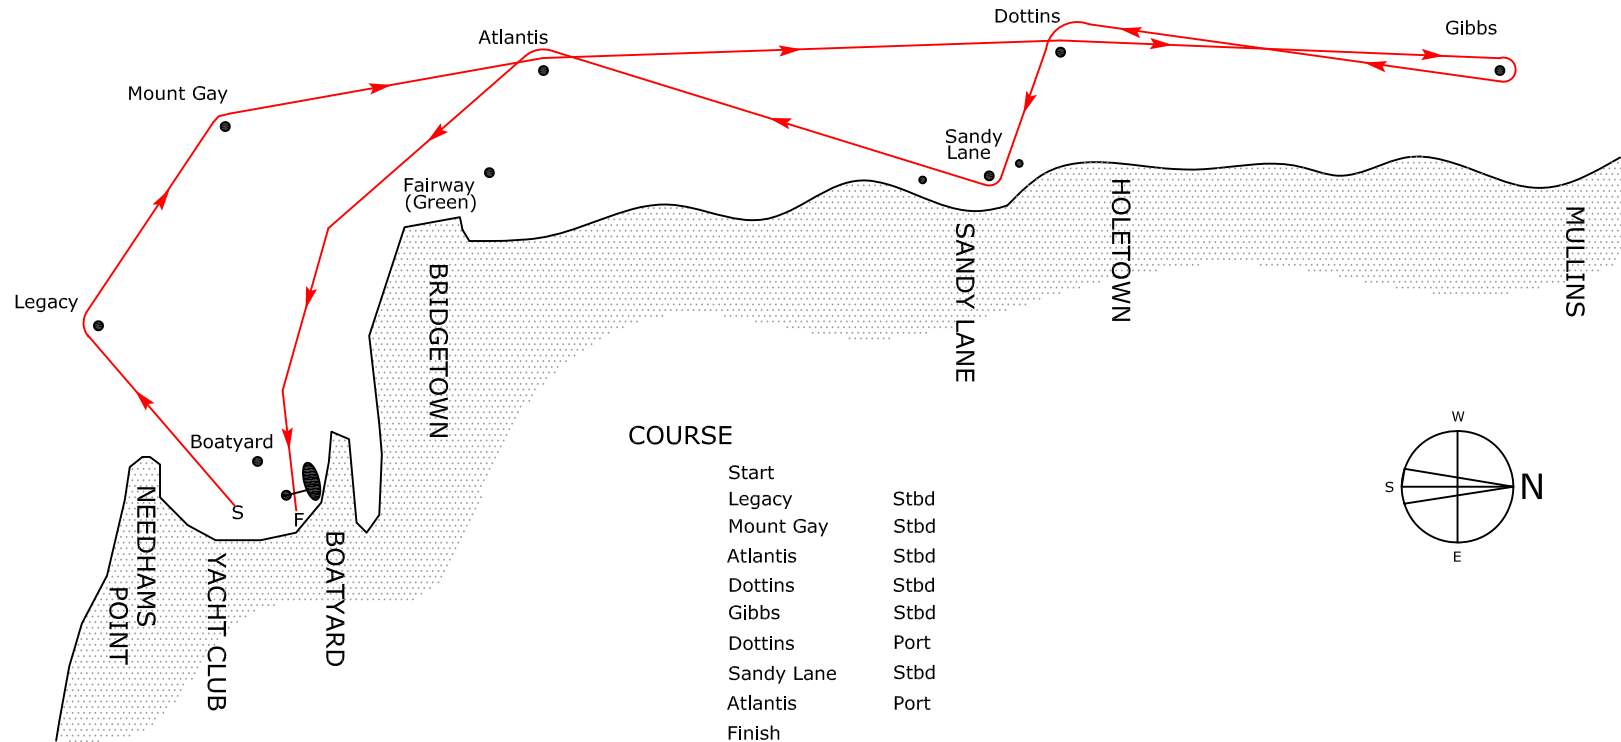 Dottins
Gibbs
Atlantis
Mount Gay
Sandy
Lane
Fairway
(Green)
HOLETOWN
MULLINS
SANDY LANE
BRIDGETOWN
Legacy
Boatyard
S
F
NEEDHAMS
POINT
YACHT CLUB
BOATYARD
W
S
N
E
COURSE
Start
Legacy Stbd
Mount Gay Stbd
Atlantis Stbd
Dottins Stbd
Gibbs Stbd
Dottins Port
Sandy Lane Stbd
Atlantis Port
Finish